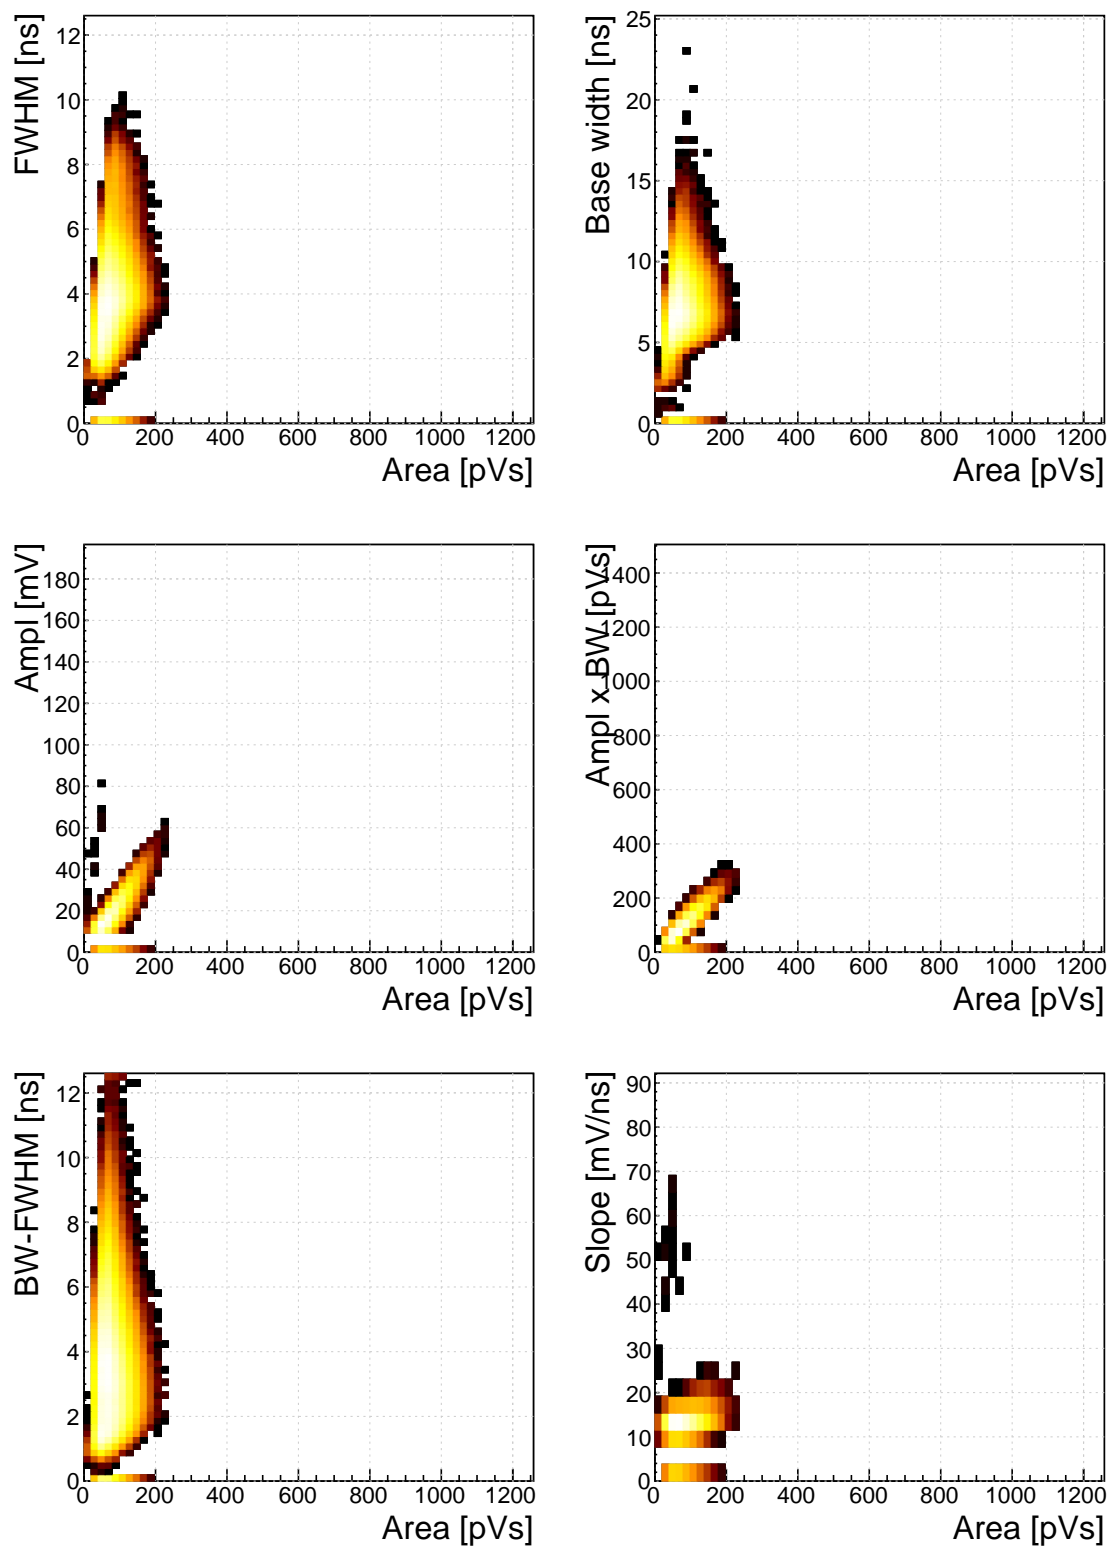 FWHM [ns]
12
10
8
6
4
2
0
0 200 400 600 800 1000 1200
Area [pVs]
Base width [ns]
25
20
15
10
5
0
0 200 400 600 800 1000 1200
Area [pVs]
Ampl [mV]
180
160
140
120
100
80
60
40
20
0
0 200 400 600 800 1000 1200
Area [pVs]
Ampl x BW [pVs]
1400
1200
1000
800
600
400
200
0
0 200 400 600 800 1000 1200
Area [pVs]
BW-FWHM [ns]
12
10
8
6
4
2
0
0 200 400 600 800 1000 1200
Area [pVs]
Slope [mV/ns]
90
80
70
60
50
40
30
20
10
0
0 200 400 600 800 1000 1200
Area [pVs]